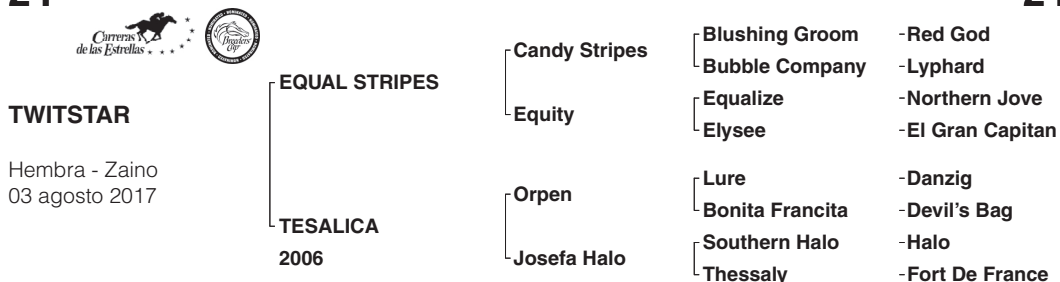 Carreras
de las Estrellas
Breeders'
Cup
TWITSTAR
Hembra - Zaino
03 agosto 2017
EQUAL STRIPES
TESALICA
2006
Candy Stripes
Equity
Orpen
Josefa Halo
Blushing Groom
Bubble Company
Equalize
Elysee
Lure
Bonita Francita
Southern Halo
Thessaly
-Red God
-Lyphard
-Northern Jove
-El Gran Capitan
-Danzig
-Devil's Bag
-Halo
-Fort De France